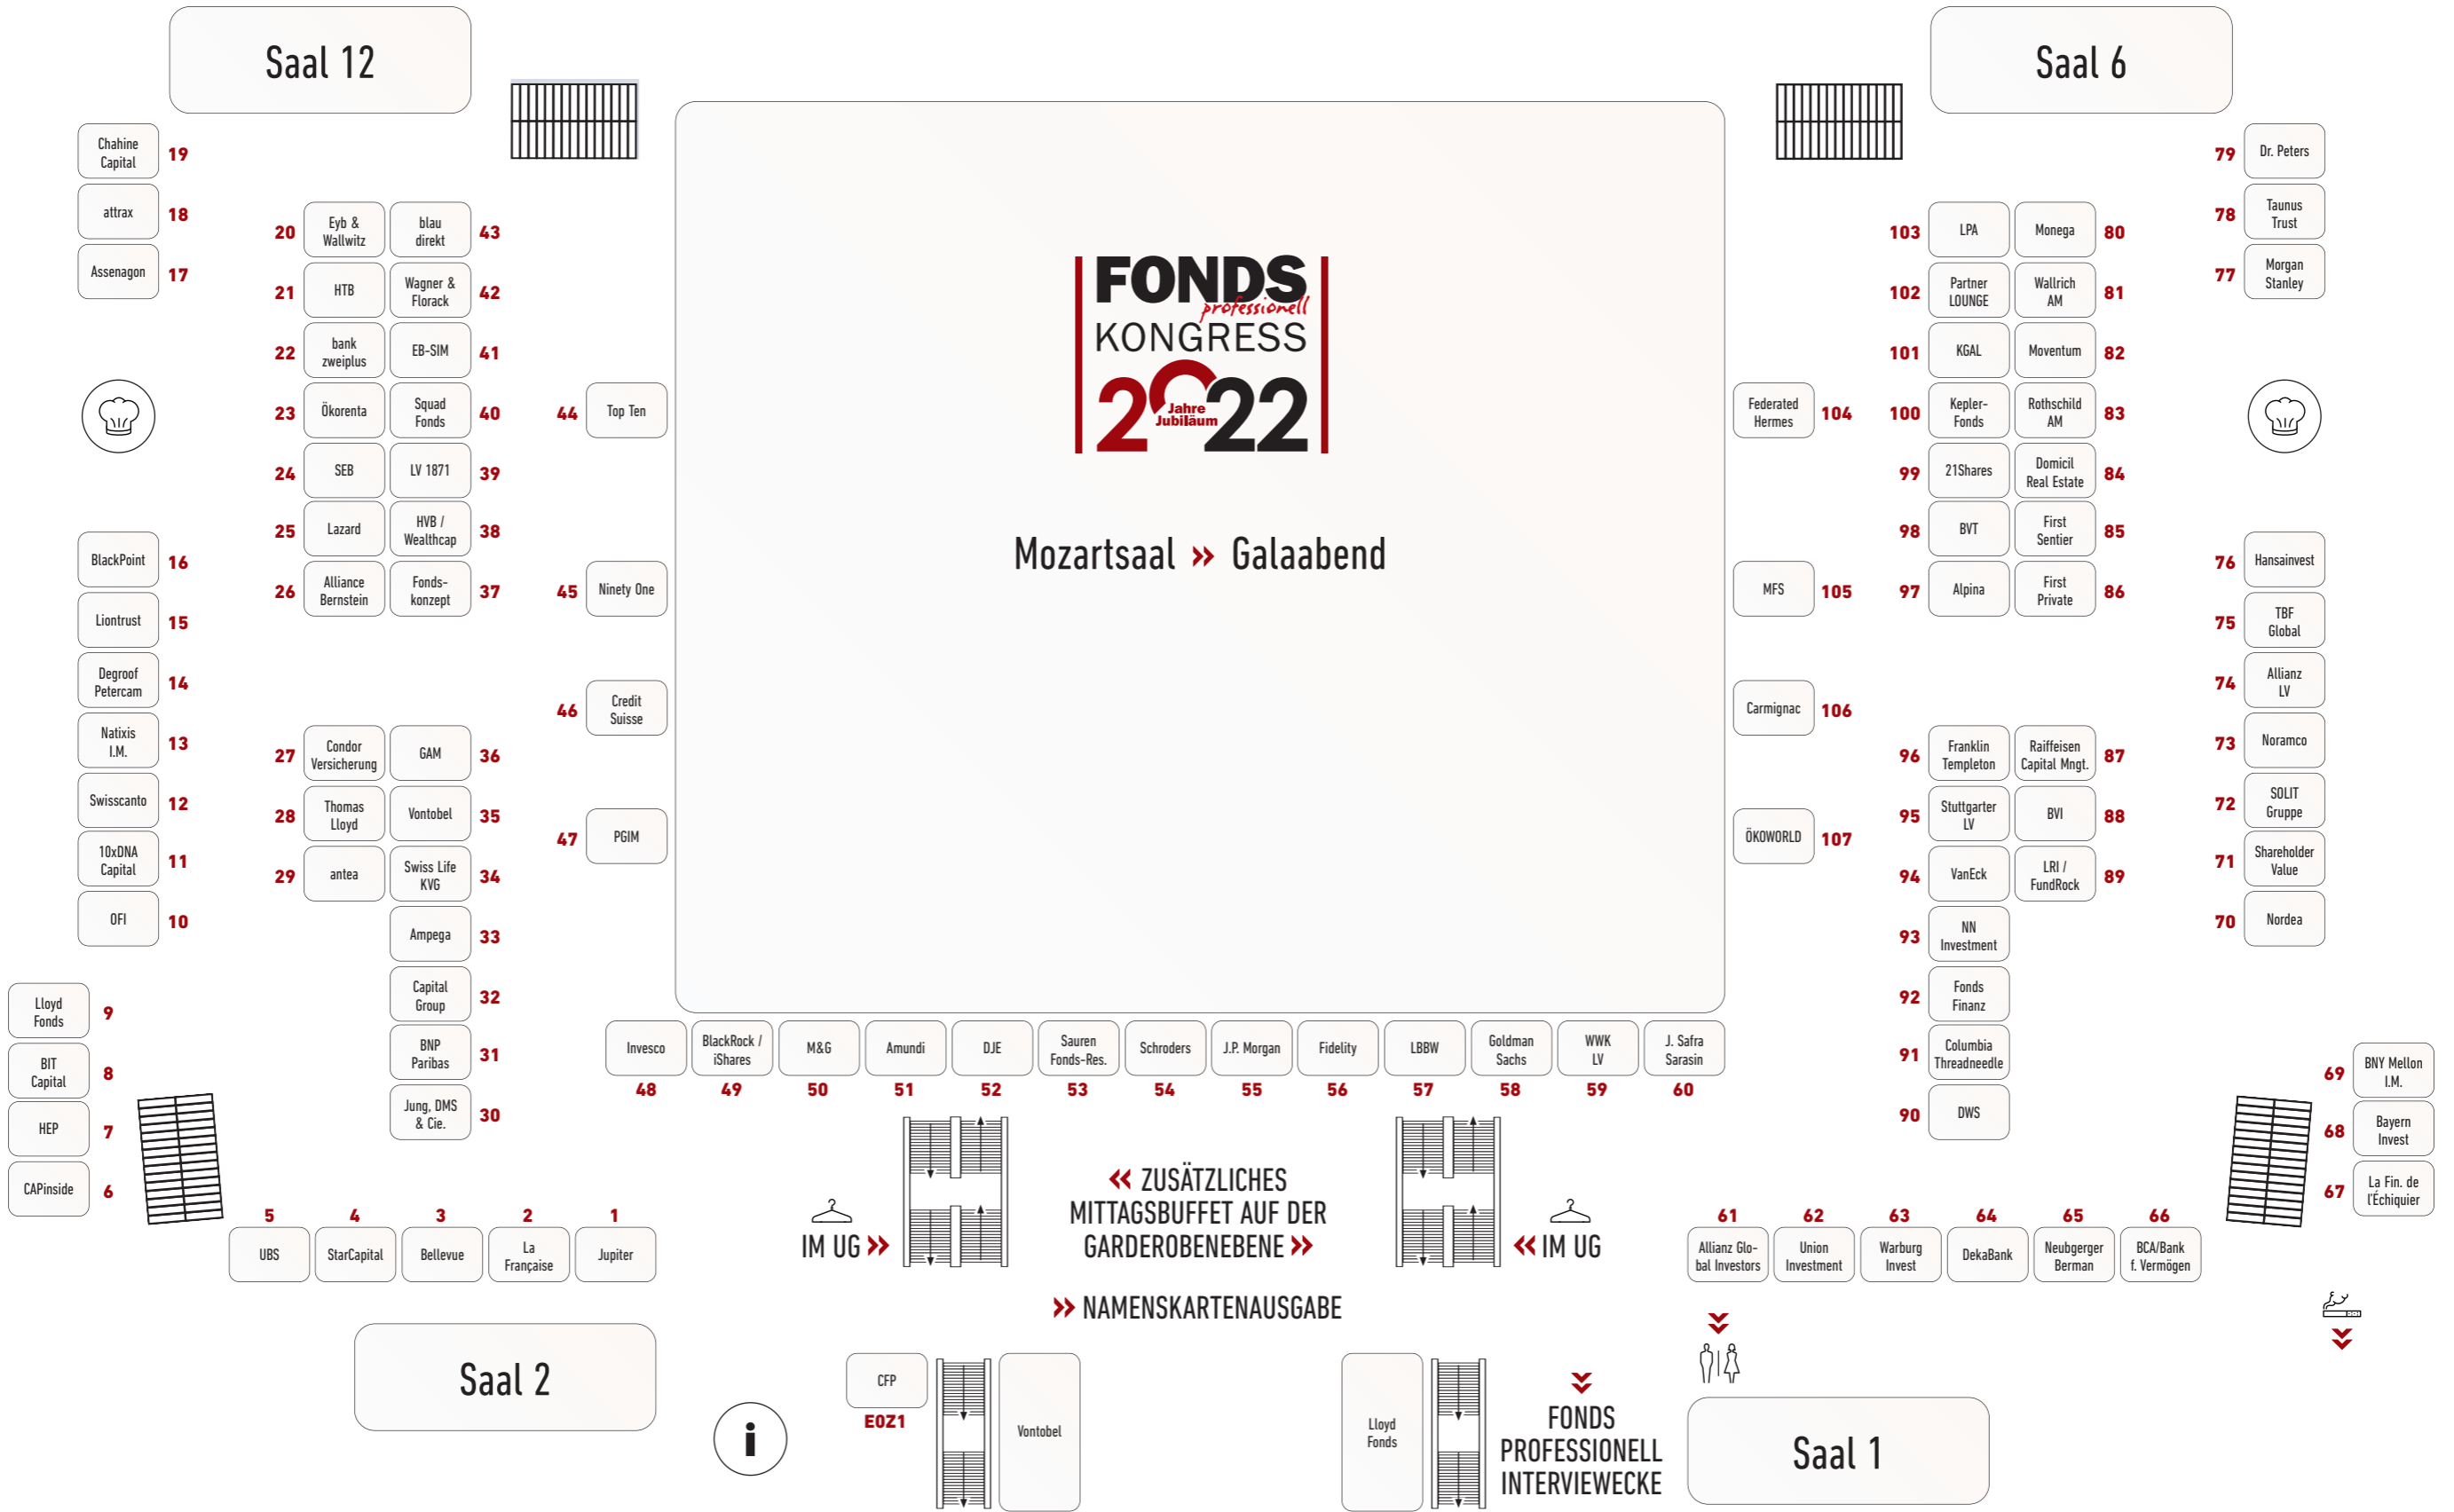 Saal 12
Saal 6
Chahine
Capital
19
attrax
18
Assenagon
17
20
Eyb &
Wallwitz
blau
direkt
43
21
HTB
Wagner &
Florack
42
22
bank
zweiplus
EB-SIM
41
23
Ökorenta
Squad
Fonds
40
24
SEB
LV 1871
39
25
Lazard
HVB /
Wealthcap
38
26
Alliance
Bernstein
Fonds-
konzept
37
44
Top Ten
45
Ninety One
46
Credit
Suisse
47
PGIM
FONDS
professionell
KONGRESS
2022
Jahre
Jubiläum
Mozartsaal » Galaabend
Federated
Hermes
104
MFS
105
Carmignac
106
ÖKOWORLD
107
103
LPA
Monega
80
102
Partner
LOUNGE
Wallrich
AM
81
101
KGAL
Moventum
82
100
Kepler-
Fonds
Rothschild
AM
83
99
21Shares
Domicil
Real Estate
84
98
BVT
First
Sentier
85
97
Alpina
First
Private
86
79
Dr. Peters
78
Taunus
Trust
77
Morgan
Stanley
BlackPoint
16
Liontrust
15
Degroof
Petercam
14
Natixis
I.M.
13
Swisscanto
12
10xDNA
Capital
11
OFI
10
27
Condor
Versicherung
GAM
36
28
Thomas
Lloyd
Vontobel
35
29
antea
Swiss Life
KVG
34
Ampega
33
Capital
Group
32
BNP
Paribas
31
Jung, DMS
& Cie.
30
96
Franklin
Templeton
Raiffeisen
Capital Mngt.
87
95
Stuttgarter
LV
BVI
88
94
VanEck
LRI /
FundRock
89
93
NN
Investment
92
Fonds
Finanz
91
Columbia
Threadneedle
90
DWS
76
Hansainvest
75
TBF
Global
74
Allianz
LV
73
Noramco
72
SOLIT
Gruppe
71
Shareholder
Value
70
Nordea
Lloyd
Fonds
9
BIT
Capital
8
HEP
7
CAPinside
6
Invesco
48
BlackRock /
iShares
49
M&G
50
Amundi
51
DJE
52
Sauren
Fonds-Res.
53
Schroders
54
J.P. Morgan
55
Fidelity
56
LBBW
57
Goldman
Sachs
58
WWK
LV
59
J. Safra
Sarasin
60
69
BNY Mellon
I.M.
68
Bayern
Invest
67
La Fin. de
l'Échiquier
5
UBS
4
StarCapital
3
Bellevue
2
La
Française
1
Jupiter
IM UG »
« ZUSÄTZLICHES
MITTAGSBUFFET AUF DER
GARDEROBENEBENE »
« IM UG
» NAMENSKARTENAUSGABE
61
Allianz Glo-
bal Investors
62
Union
Investment
63
Warburg
Invest
64
DekaBank
65
Neubgerger
Berman
66
BCA/Bank
f. Vermögen
Saal 2
i
CFP
E0Z1
Vontobel
Lloyd
Fonds
FONDS
PROFESSIONELL
INTERVIEWECKE
Saal 1